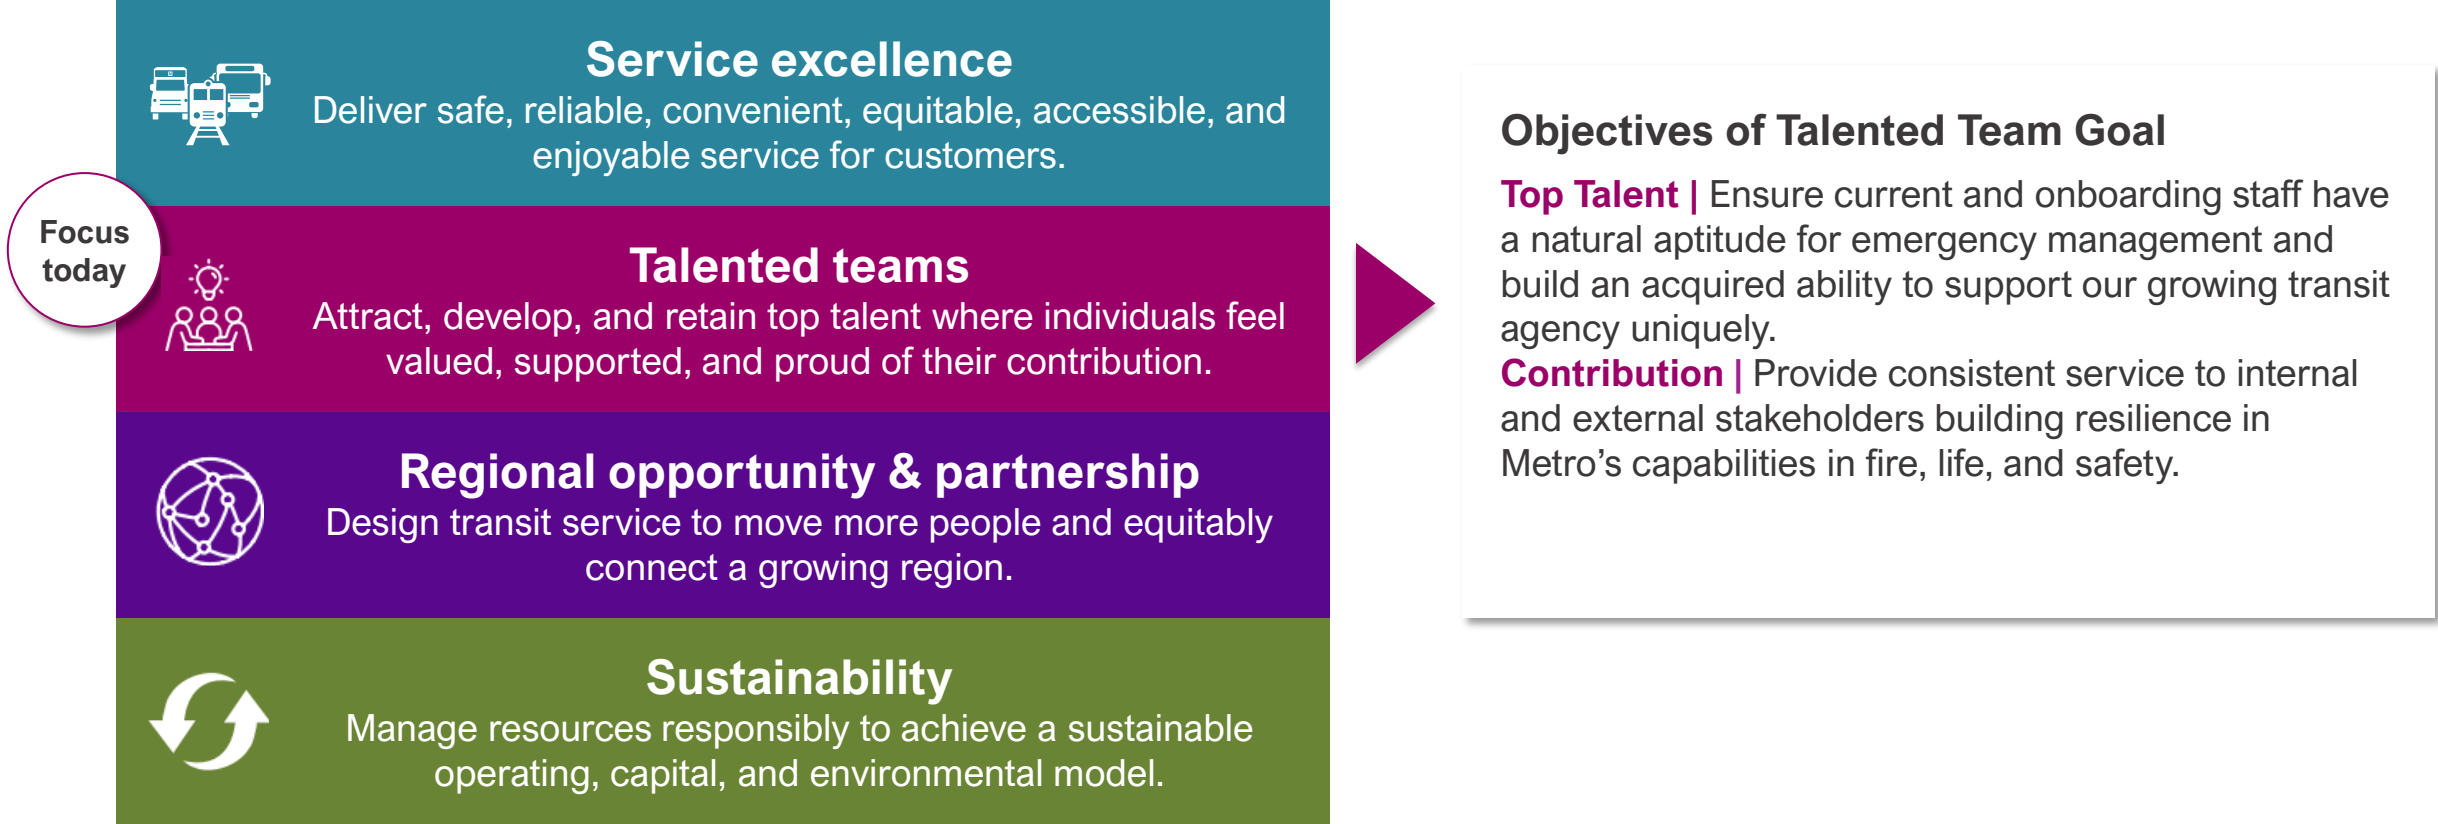 Service excellence
Deliver safe, reliable, convenient, equitable, accessible, and
enjoyable service for customers.
Focus
today
Talented teams
Attract, develop, and retain top talent where individuals feel
valued, supported, and proud of their contribution.
Regional opportunity & partnership
Design transit service to move more people and equitably
connect a growing region.
Sustainability
Manage resources responsibly to achieve a sustainable
operating, capital, and environmental model.
Objectives of Talented Team Goal
Top Talent | Ensure current and onboarding staff have
a natural aptitude for emergency management and
build an acquired ability to support our growing transit
agency uniquely.
Contribution | Provide consistent service to internal
and external stakeholders building resilience in
Metro’s capabilities in fire, life, and safety.